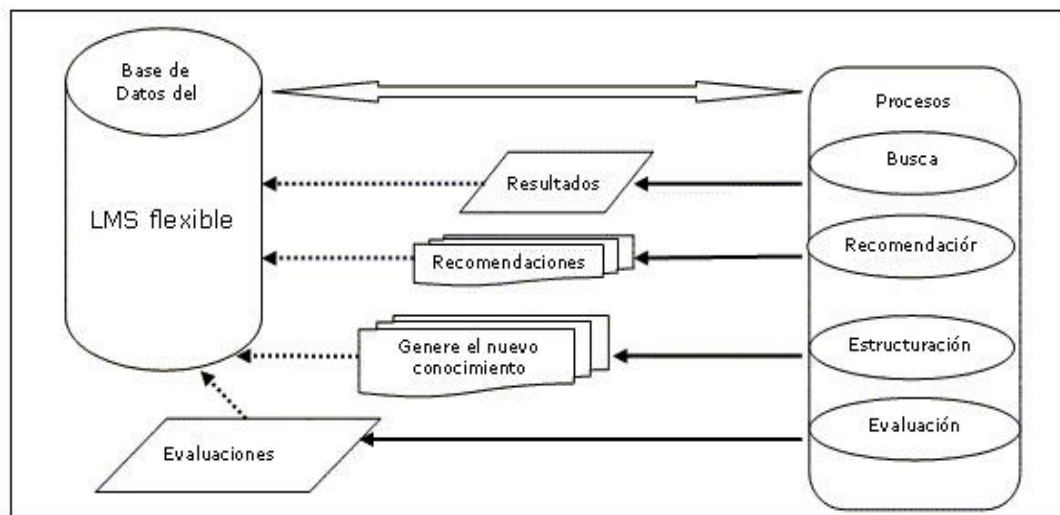 Base de
Datos del
LMS flexible
Procesos
Busca
Resultados
Recomendaciór
Recomendaciones
Estructuración
Genere el nuevo
conocimiento
Evaluación
Evaluaciones